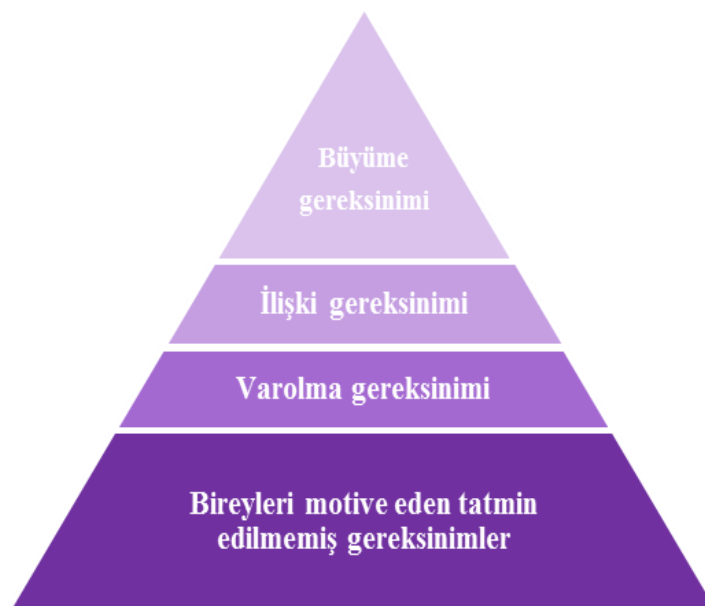 Büyüme
gereksinimi
İlişki gereksinimi
Varolma gereksinimi
Bireyleri motive eden tatmin
edilmemiş gereksinimler